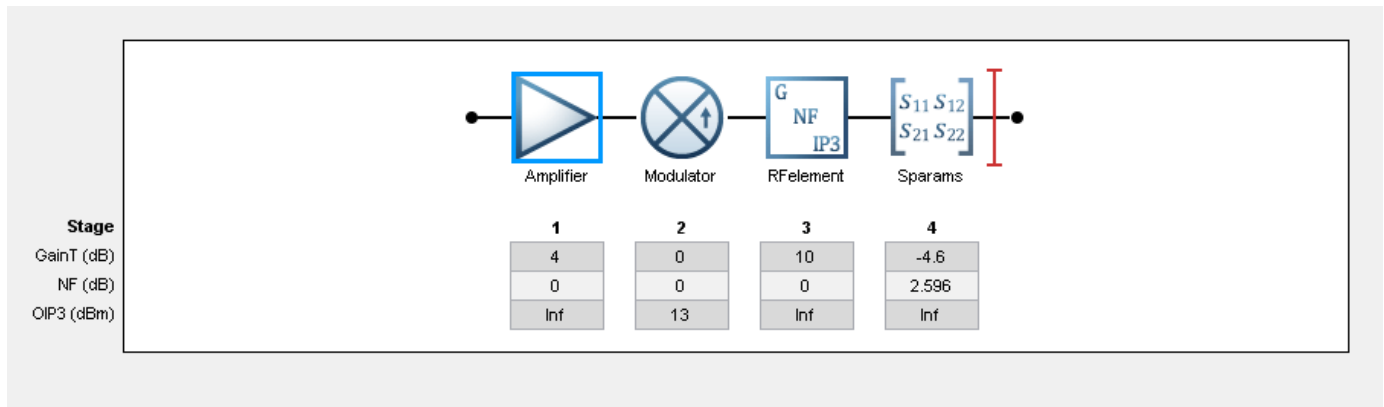 G
NF
IP3
S11 S12
S21 S22
Amplifier Modulator RFelement Sparams
Stage 1 2 3 4
GainT (dB) 4 0 10 -4.6
NF (dB) 0 0 0 2.596
OIP3 (dBm) Inf 13 Inf Inf